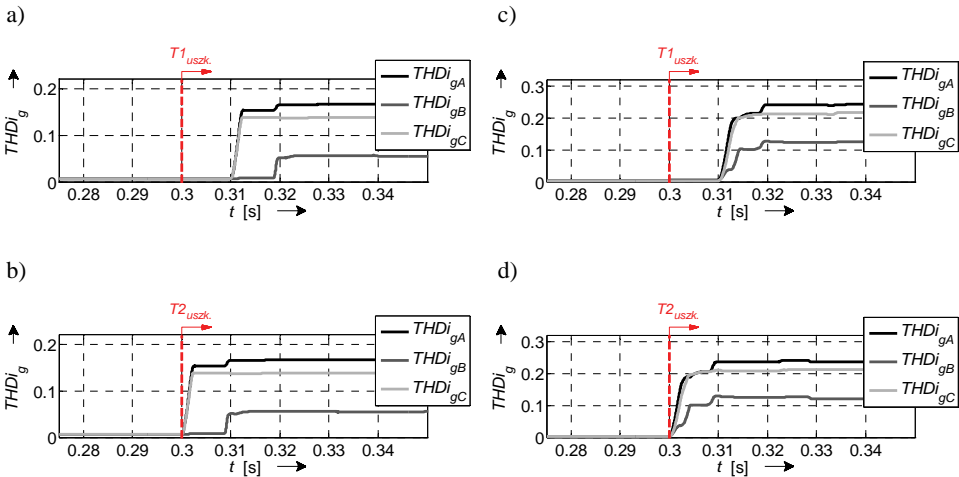 a)
T1uszk.
THDig
0.2
0.1
0
0.28 0.29 0.3 0.31 0.32 0.33 0.34
t [s]
THDigA
THDigB
THDigC
c)
T1uszk.
THDig
0.3
0.2
0.1
0
0.28 0.29 0.3 0.31 0.32 0.33 0.34
t [s]
THDigA
THDigB
THDigC
b)
T2uszk.
THDig
0.2
0.1
0
0.28 0.29 0.3 0.31 0.32 0.33 0.34
t [s]
THDigA
THDigB
THDigC
d)
T2uszk.
THDig
0.3
0.2
0.1
0
0.28 0.29 0.3 0.31 0.32 0.33 0.34
t [s]
THDigA
THDigB
THDigC